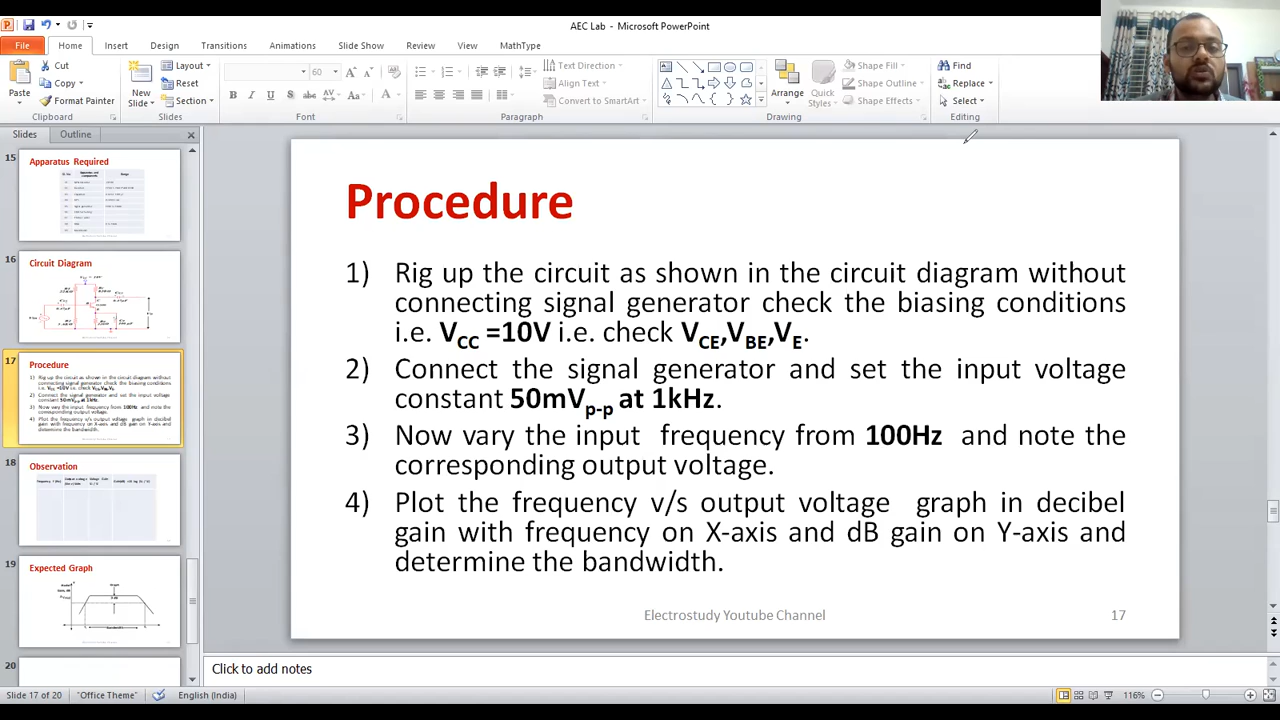 AEC Lab - Microsoft PowerPoint
File Home Insert Design Transitions Animations Slide Show Review View MathType
Paste
Cut
Copy
Format Painter
Clipboard
New Slide
Layout
Reset
Section
Slides
60
B I U S abc AV Aa A
Font
Text Direction
Align Text
Convert to SmartArt
Paragraph
Arrange
Quick Styles
Shape Fill
Shape Outline
Shape Effects
Drawing
Find
Replace
Select
Editing
Slides Outline
15
Apparatus Required
16
Circuit Diagram
17
Procedure
18
Observation
19
Expected Graph
20
Procedure
1) Rig up the circuit as shown in the circuit diagram without
connecting signal generator check the biasing conditions
i.e. VCC =10V i.e. check VCE,VBE,VE.
2) Connect the signal generator and set the input voltage
constant 50mVp-p at 1kHz.
3) Now vary the input frequency from 100Hz and note the
corresponding output voltage.
4) Plot the frequency v/s output voltage graph in decibel
gain with frequency on X-axis and dB gain on Y-axis and
determine the bandwidth.
Electrostudy Youtube Channel 17
Click to add notes
Slide 17 of 20 "Office Theme" English (India) 116%